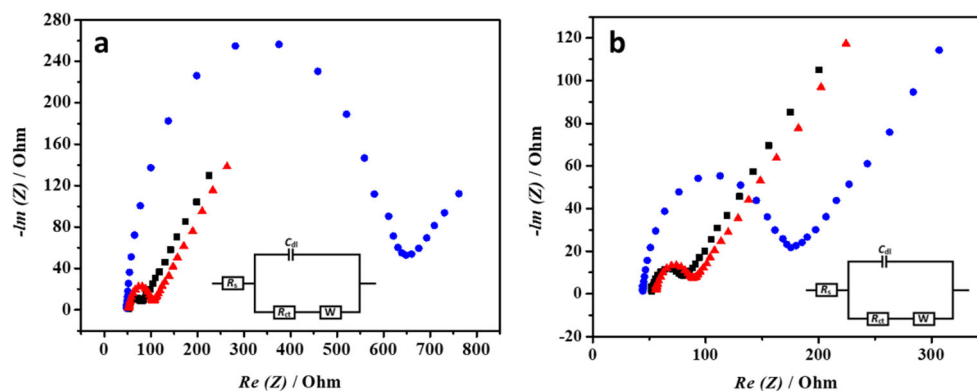 a
280
240
200
160
120
80
40
0
-Im (Z) / Ohm
0 100 200 300 400 500 600 700 800
Re (Z) / Ohm
Cdl
Rs
Rct W
b
120
100
80
60
40
20
0
-20
-Im (Z) / Ohm
0 100 200 300
Re (Z) / Ohm
Cdl
Rs
Rct W